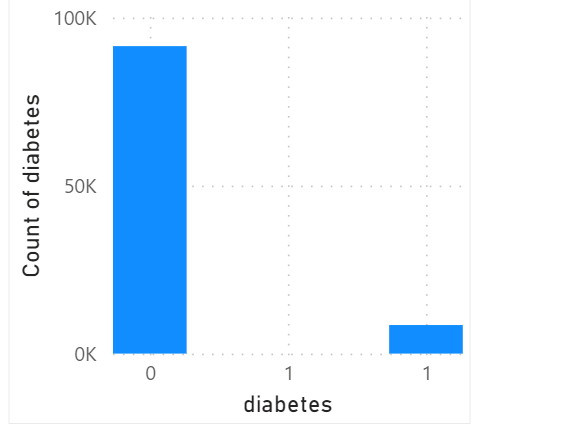 100K
50K
0K
Count of diabetes
0 1 1
diabetes